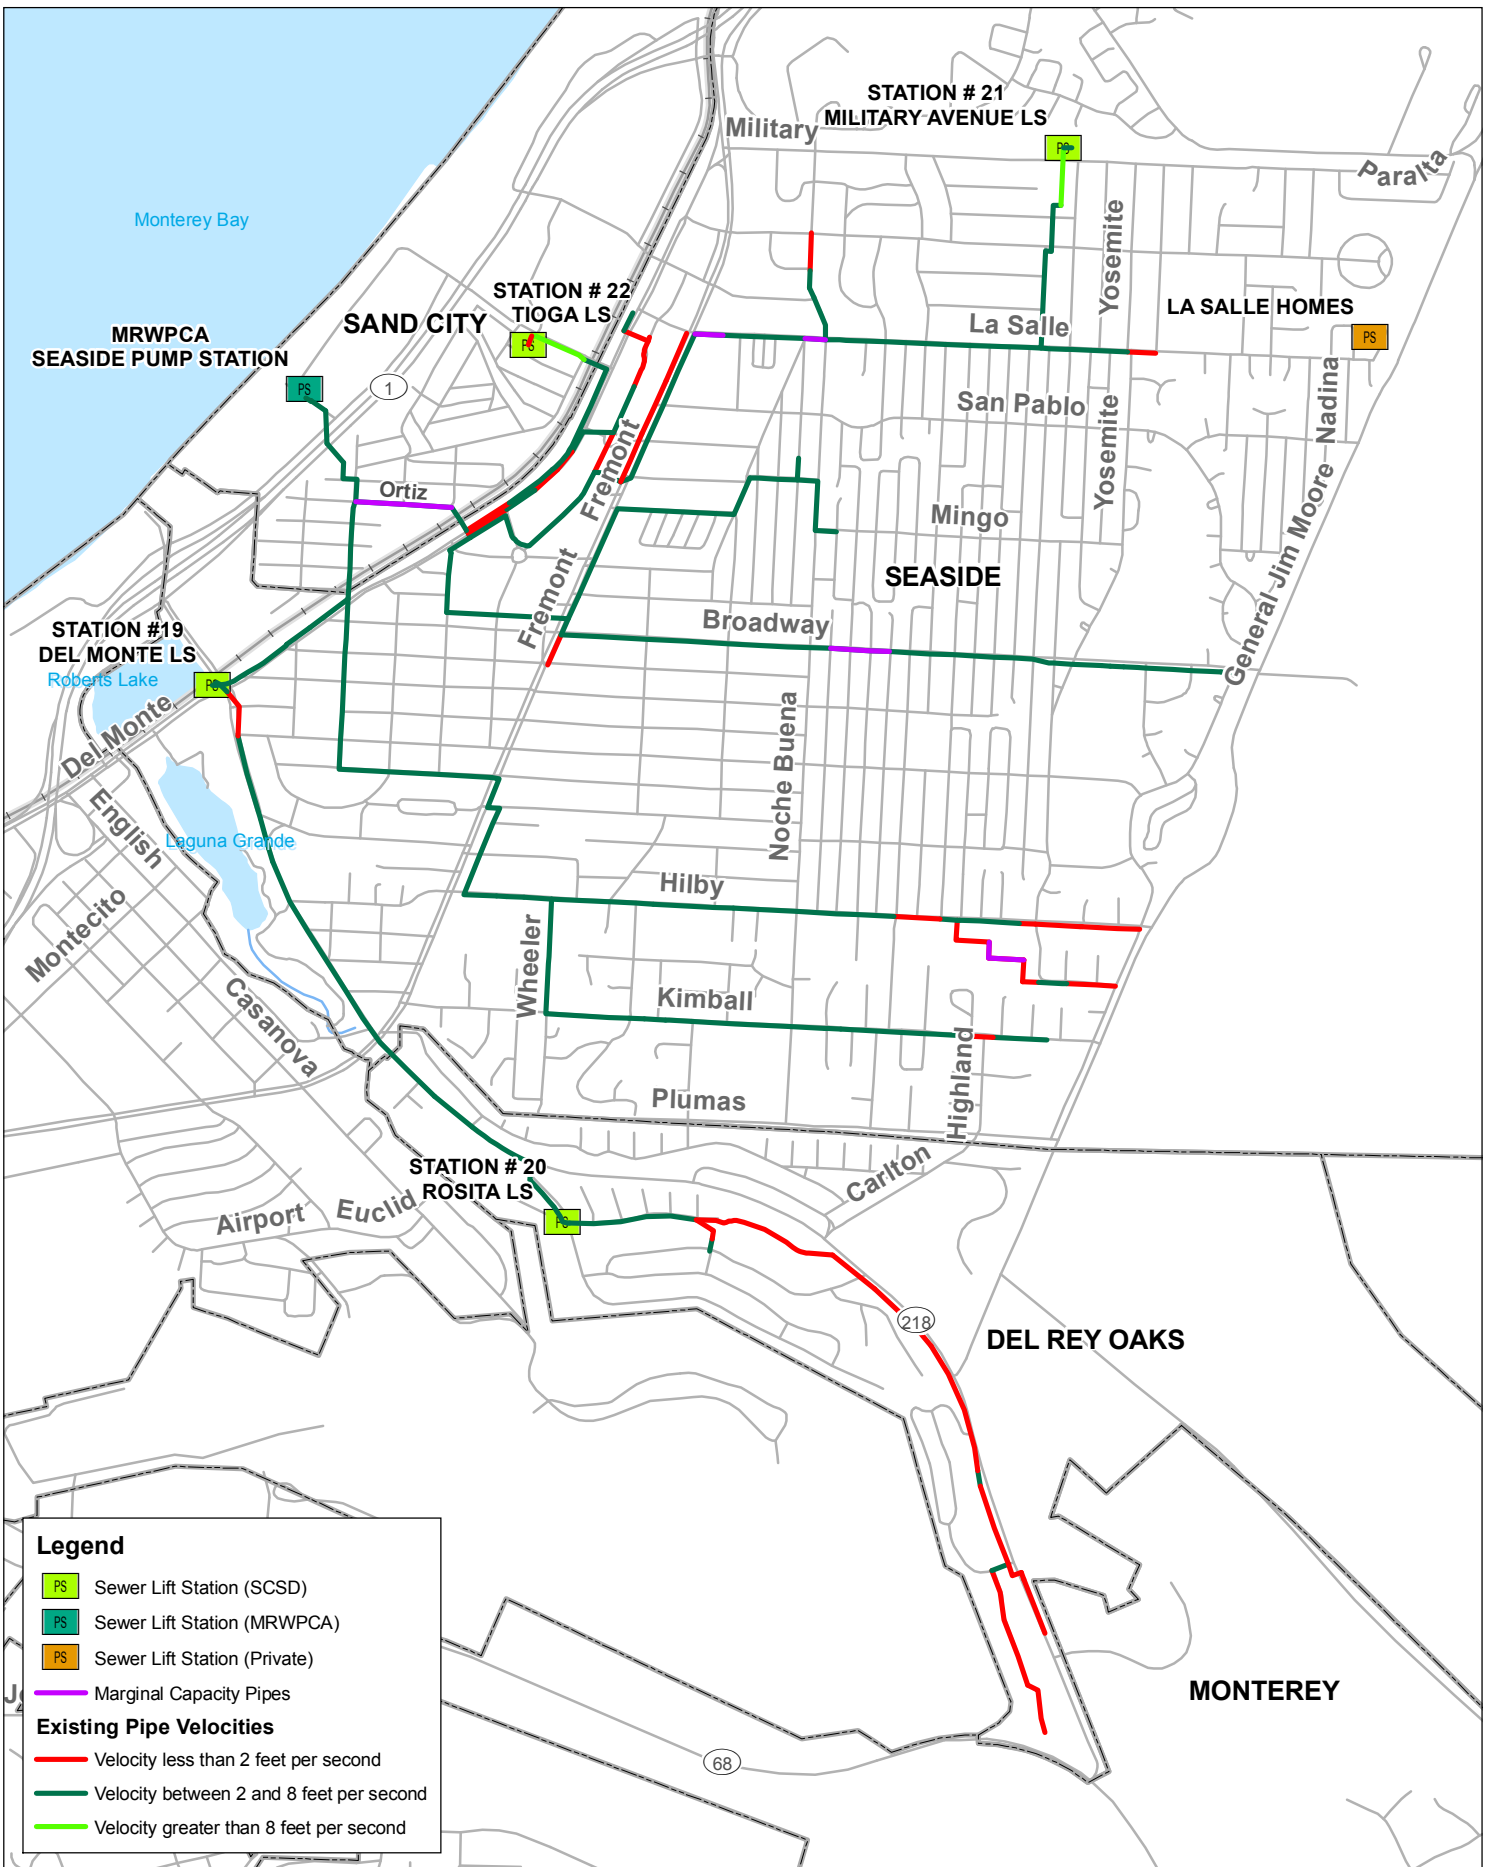 STATION # 21
MILITARY AVENUE LS
Military
PS
Paralta
Monterey Bay
Yosemite
STATION # 22
TIOGA LS
SAND CITY
PS
LA SALLE HOMES
PS
La Salle
MRWPCA
SEASIDE PUMP STATION
PS
1
San Pablo
Yosemite
Nadina
Fremont
Ortiz
Mingo
General Jim Moore
SEASIDE
Fremont
Broadway
STATION #19
DEL MONTE LS
Roberts Lake
PS
Del Monte
Noche Buena
English
Laguna Grande
Hilby
Montecito
Wheeler
Casanova
Kimball
Highland
Plumas
STATION # 20
ROSITA LS
Carlton
Airport
Euclid
PS
218
DEL REY OAKS
MONTEREY
68
Legend
PS Sewer Lift Station (SCSD)
PS Sewer Lift Station (MRWPCA)
PS Sewer Lift Station (Private)
Marginal Capacity Pipes
Existing Pipe Velocities
Velocity less than 2 feet per second
Velocity between 2 and 8 feet per second
Velocity greater than 8 feet per second